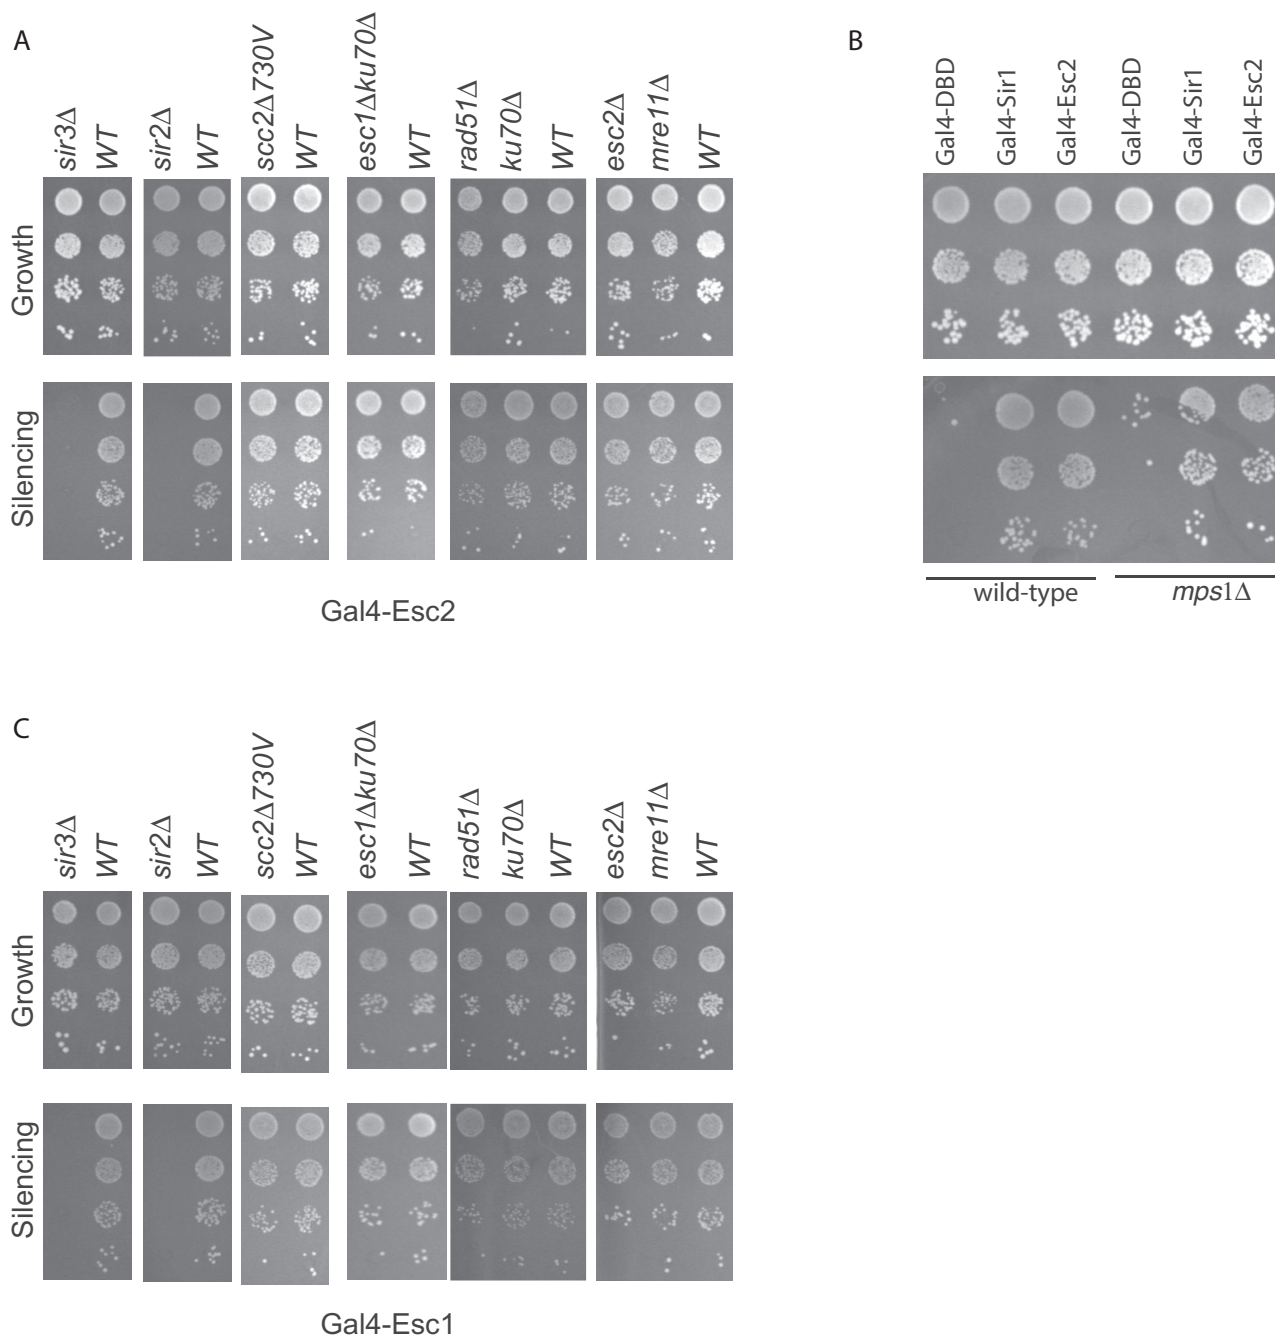 A
sir3Δ WT sir2Δ WT scc2Δ730V WT esc1Δku70Δ WT rad51Δ ku70Δ WT esc2Δ mre11Δ WT
Growth
Silencing
Gal4-Esc2
B
Gal4-DBD Gal4-Sir1 Gal4-Esc2 Gal4-DBD Gal4-Sir1 Gal4-Esc2
wild-type mps1Δ
C
sir3Δ WT sir2Δ WT scc2Δ730V WT esc1Δku70Δ WT rad51Δ ku70Δ WT esc2Δ mre11Δ WT
Growth
Silencing
Gal4-Esc1